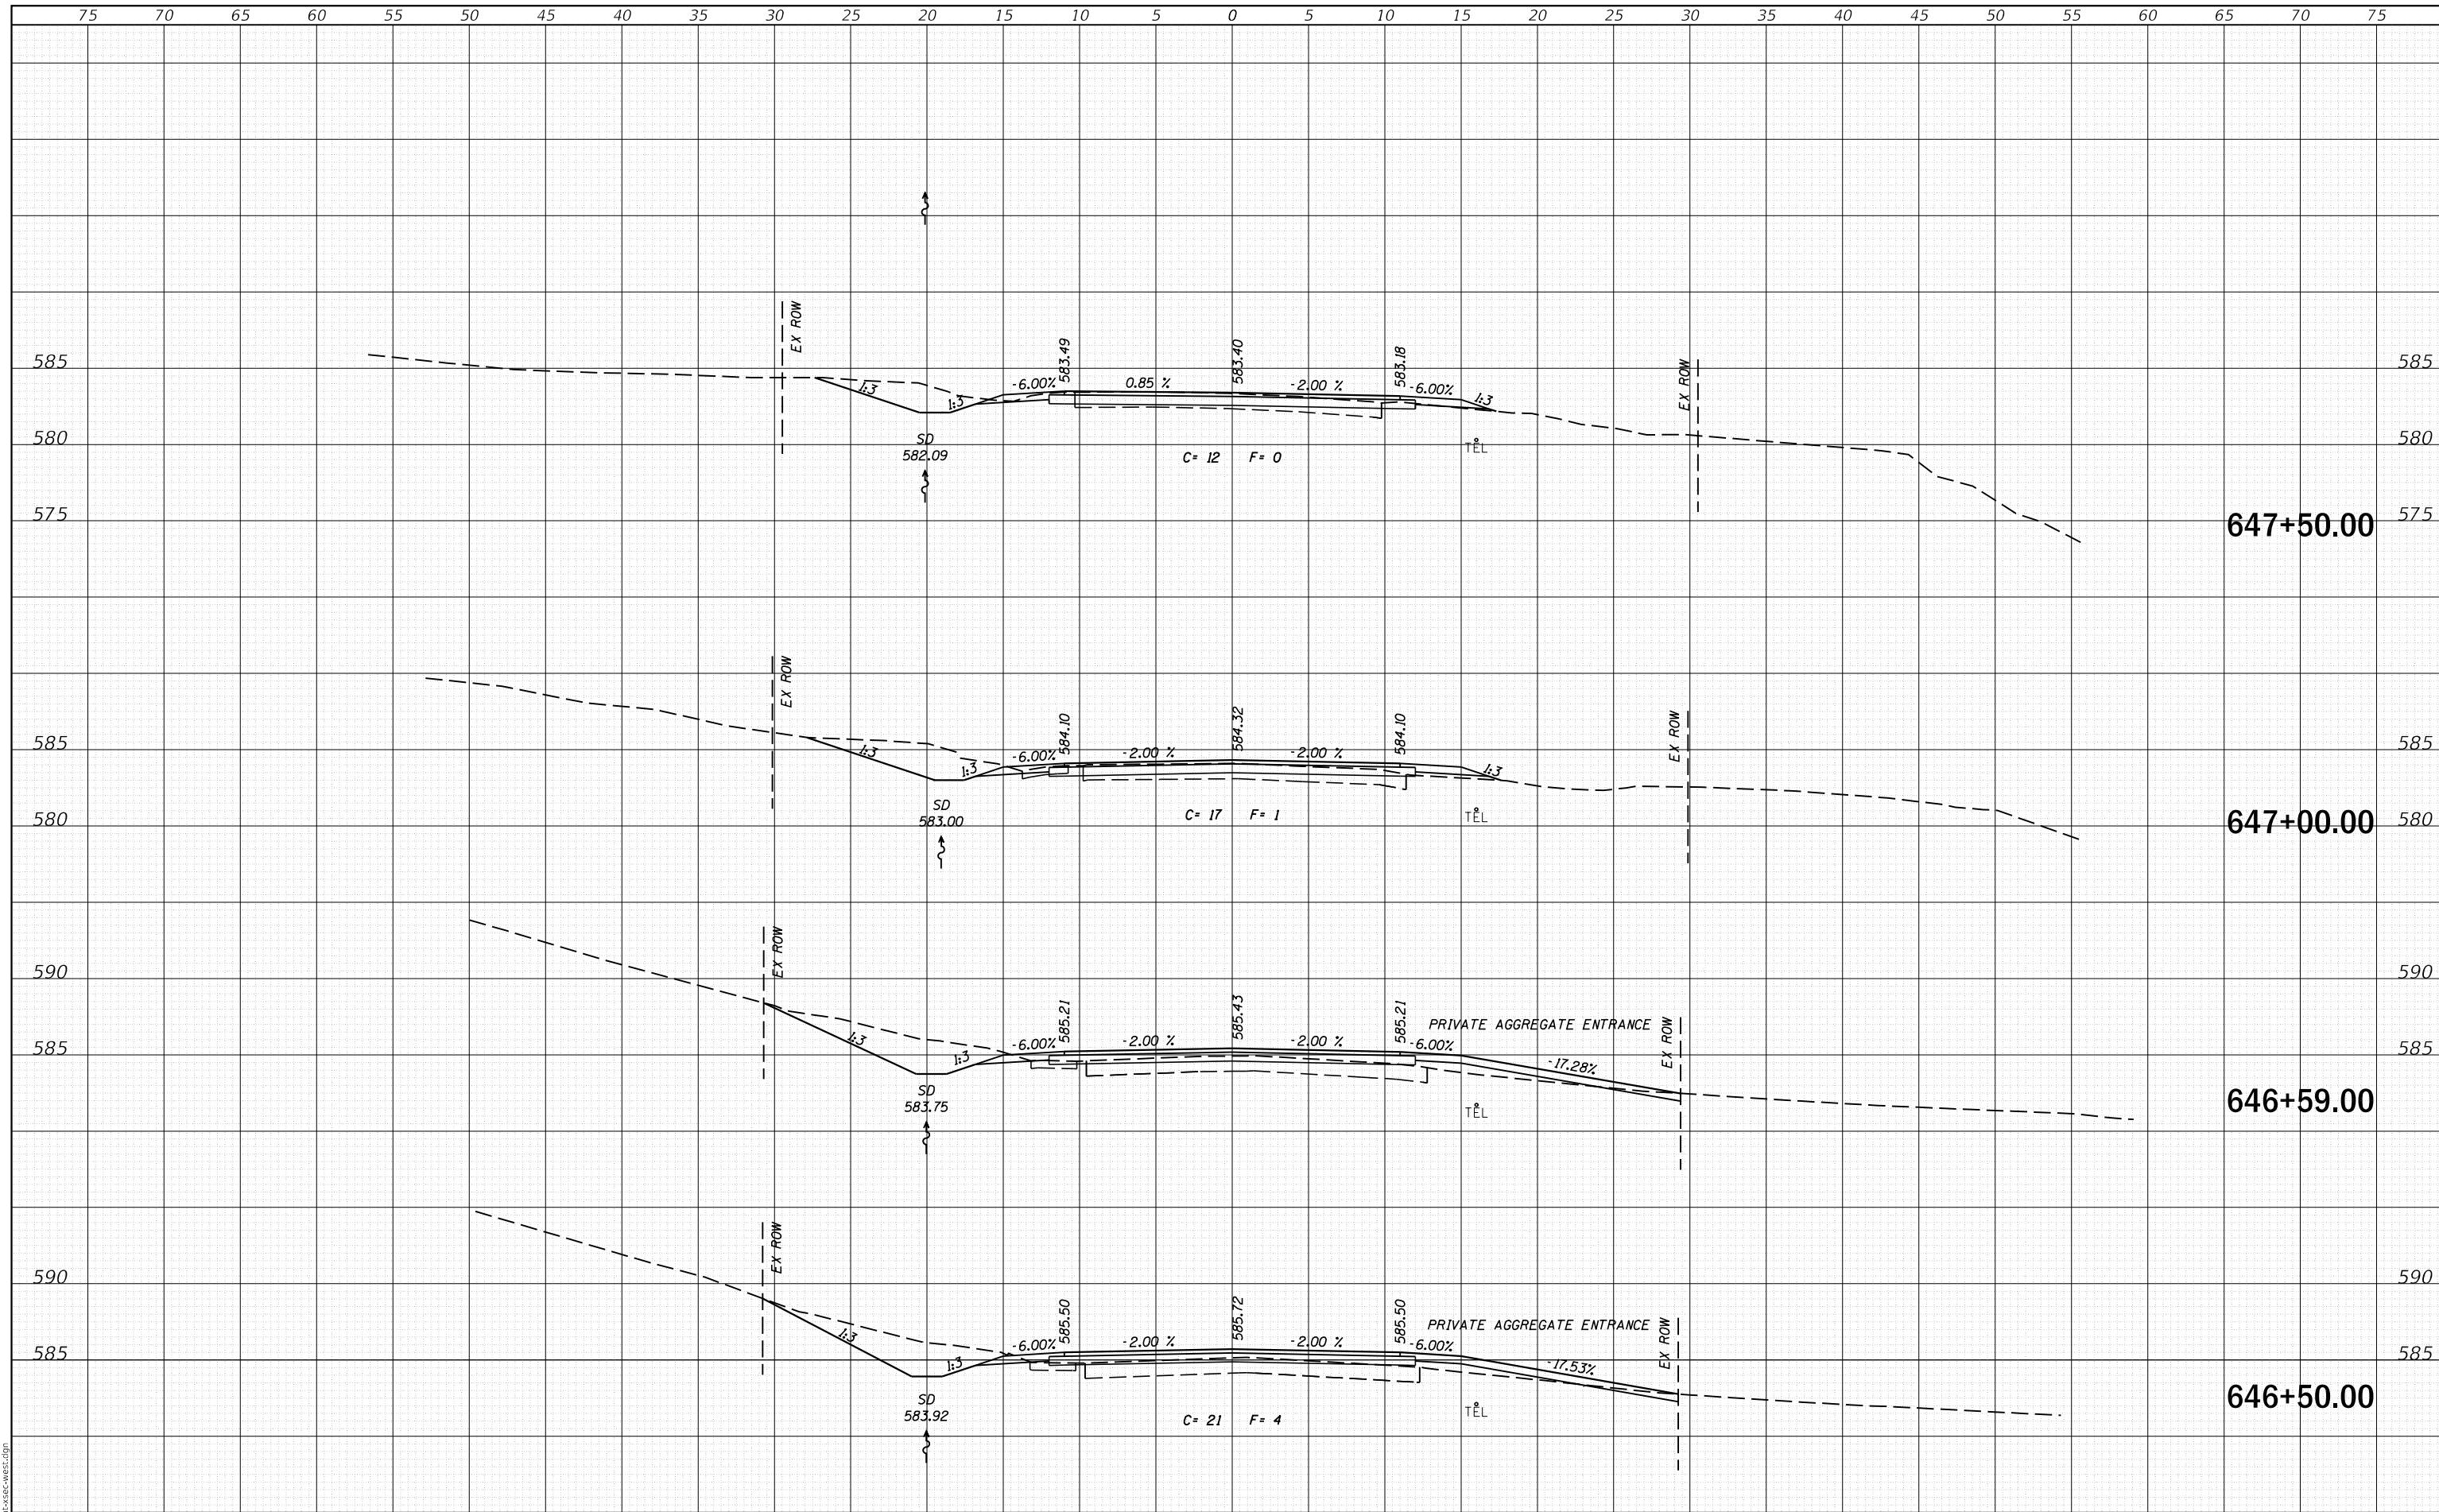 75 70 65 60 55 50 45 40 35 30 25 20 15 10 5 0 5 10 15 20 25 30 35 40 45 50 55 60 65 70 75
EX ROW
585 1:3 1:3 -6.00% 583.49 0.85 % 583.40 -2.00 % 583.18 -6.00% 1:3 EX ROW 585
580 SD TEL 580
582.09 C= 12 F= 0
575 647+50.00 575
EX ROW
585 1:3 1:3 -6.00% 584.10 -2.00 % 584.32 -2.00 % 584.10 1:3 EX ROW 585
SD
580 583.00 C= 17 F= 1 TEL 647+00.00 580
EX ROW
590 590
PRIVATE AGGREGATE ENTRANCE
585 1:3 1:3 -6.00% 585.21 -2.00 % 585.43 -2.00 % 585.21 -6.00% -17.28% EX ROW 585
SD
583.75 TEL 646+59.00
EX ROW
590 590
PRIVATE AGGREGATE ENTRANCE
585 1:3 1:3 -6.00% 585.50 -2.00 % 585.72 -2.00 % 585.50 -6.00% -17.53% EX ROW 585
SD 646+50.00
583.92 C= 21 F= 4 TEL
t-xsec-west.dgn